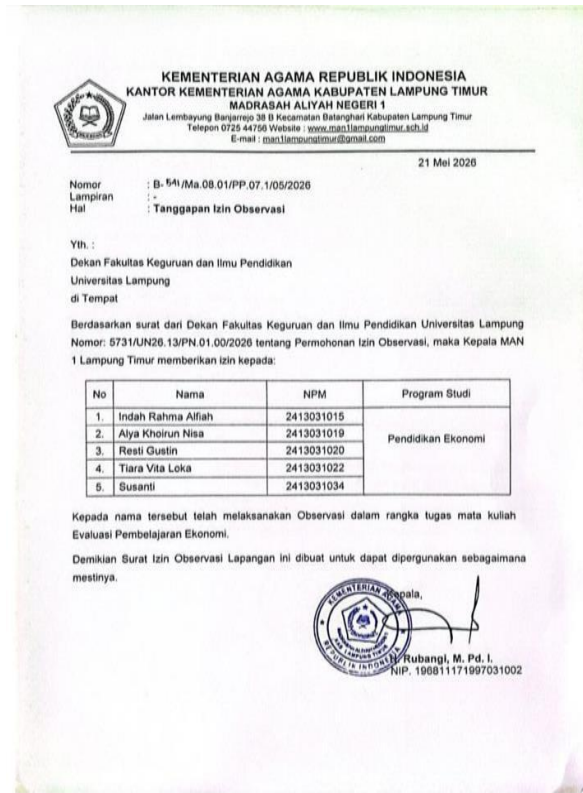 KEMENTERIAN AGAMA REPUBLIK INDONESIA
KANTOR KEMENTERIAN AGAMA KABUPATEN LAMPUNG TIMUR
MADRASAH ALIYAH NEGERI 1
Jalan Lembayung Banjarrejo 38 B Kecamatan Batanghari Kabupaten Lampung Timur
Telepon 0725 44756 Website : www.man1lampungtimur.sch.id
E-mail : man1lampungtimur@gmail.com
21 Mei 2026
Nomor : B- 541/Ma.08.01/PP.07.1/05/2026
Lampiran : -
Hal : Tanggapan Izin Observasi
Yth. :
Dekan Fakultas Keguruan dan Ilmu Pendidikan
Universitas Lampung
di Tempat
Berdasarkan surat dari Dekan Fakultas Keguruan dan Ilmu Pendidikan Universitas Lampung
Nomor: 5731/UN26.13/PN.01.00/2026 tentang Permohonan Izin Observasi, maka Kepala MAN
1 Lampung Timur memberikan izin kepada:
No Nama NPM Program Studi
1. Indah Rahma Alfiah 2413031015
2. Alya Khoirun Nisa 2413031019
Pendidikan Ekonomi
3. Resti Gustin 2413031020
4. Tiara Vita Loka 2413031022
5. Susanti 2413031034
Kepada nama tersebut telah melaksanakan Observasi dalam rangka tugas mata kuliah
Evaluasi Pembelajaran Ekonomi.
Demikian Surat Izin Observasi Lapangan ini dibuat untuk dapat dipergunakan sebagaimana
mestinya.
Kepala,
KEMENTERIAN AGAMA
REPUBLIK INDONESIA
H. Rubangi, M. Pd. I.
NIP. 196811171997031002